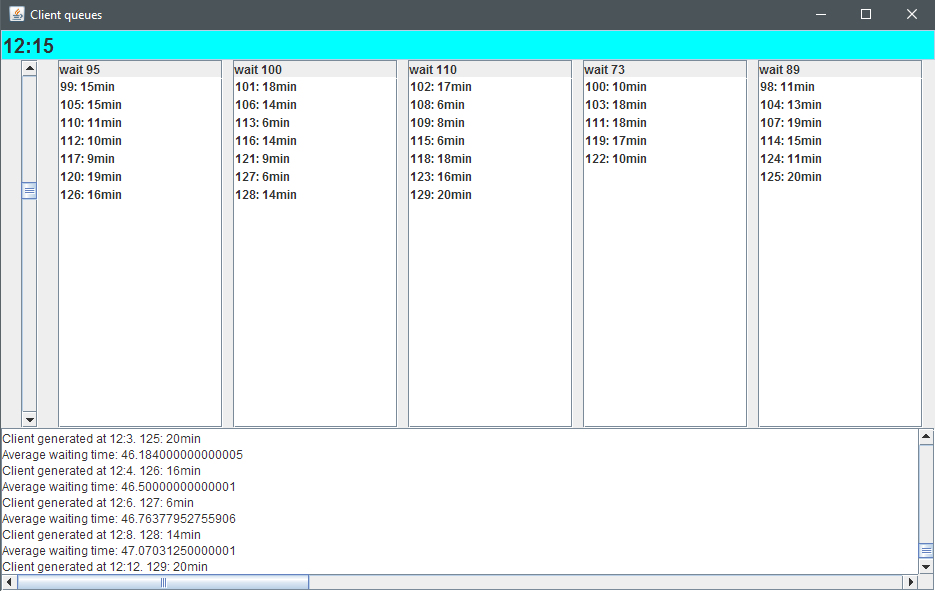 Client queues
12:15
wait 95
99: 15min
105: 15min
110: 11min
112: 10min
117: 9min
120: 19min
126: 16min
wait 100
101: 18min
106: 14min
113: 6min
116: 14min
121: 9min
127: 6min
128: 14min
wait 110
102: 17min
108: 6min
109: 8min
115: 6min
118: 18min
123: 16min
129: 20min
wait 73
100: 10min
103: 18min
111: 18min
119: 17min
122: 10min
wait 89
98: 11min
104: 13min
107: 19min
114: 15min
124: 11min
125: 20min
Client generated at 12:3. 125: 20min
Average waiting time: 46.184000000000005
Client generated at 12:4. 126: 16min
Average waiting time: 46.50000000000001
Client generated at 12:6. 127: 6min
Average waiting time: 46.76377952755906
Client generated at 12:8. 128: 14min
Average waiting time: 47.07031250000001
Client generated at 12:12. 129: 20min